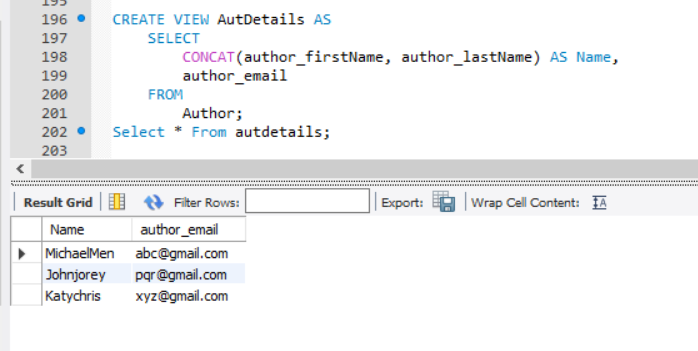 195
196 CREATE VIEW AutDetails AS
197 SELECT
198 CONCAT(author_firstName, author_lastName) AS Name,
199 author_email
200 FROM
201 Author;
202 Select * From autdetails;
203
Result Grid Filter Rows: Export: Wrap Cell Content: IA
Name author_email
MichaelMen abc@gmail.com
Johnjorey pqr@gmail.com
Katychris xyz@gmail.com